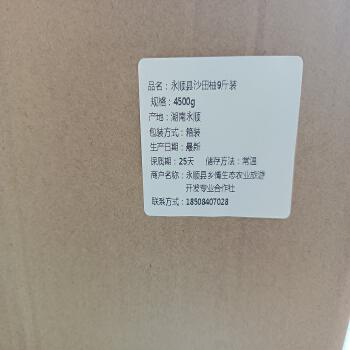 品名：永顺县沙田柚9斤装
规格：4500g
产地：湖南永顺
包装方式：箱装
生产日期：最新
保质期：25天 储存方法：常温
商户名称：永顺县乡情生态农业旅游
开发专业合作社
联系方式：18508407028